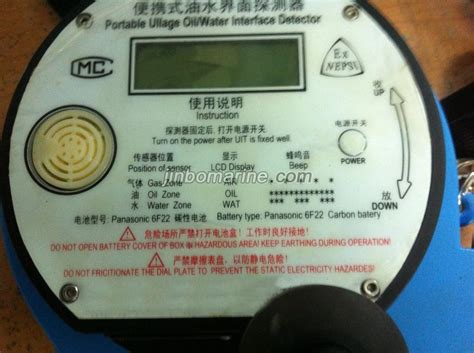 便携式油水界面探测器
Portable Ullage Oil/Water Interface Detector
MC
Ex
NEPSI
使用说明
Instruction
探测器固定后,打开电源开关
Turn on the power after UIT is fixed well.
电源开关
POWER
收
UP
放
DOWN
传感器位置 显示 蜂鸣音
Position of sensor LCD Display Beep
气体 Gas Zone AIR * * * *
油 Oil Zone OIL
水 Water Zone WAT
jinbomarine.com
电池型号: Panasonic 6F22 碳性电池 Battery type: Panasonic 6F22 Carbon battery
危险场所严禁打开电池盒!工作时良好接地!
DO NOT OPEN BATTERY COVER OF BOX IN HAZARDOUS AREA! KEEP EARTHING DURING OPERATION!
严禁摩擦表盘,以防静电危险!
DO NOT FRICTIONATE THE DIAL PLATE TO PREVENT THE STATIC ELECTRICITY HAZARDES!